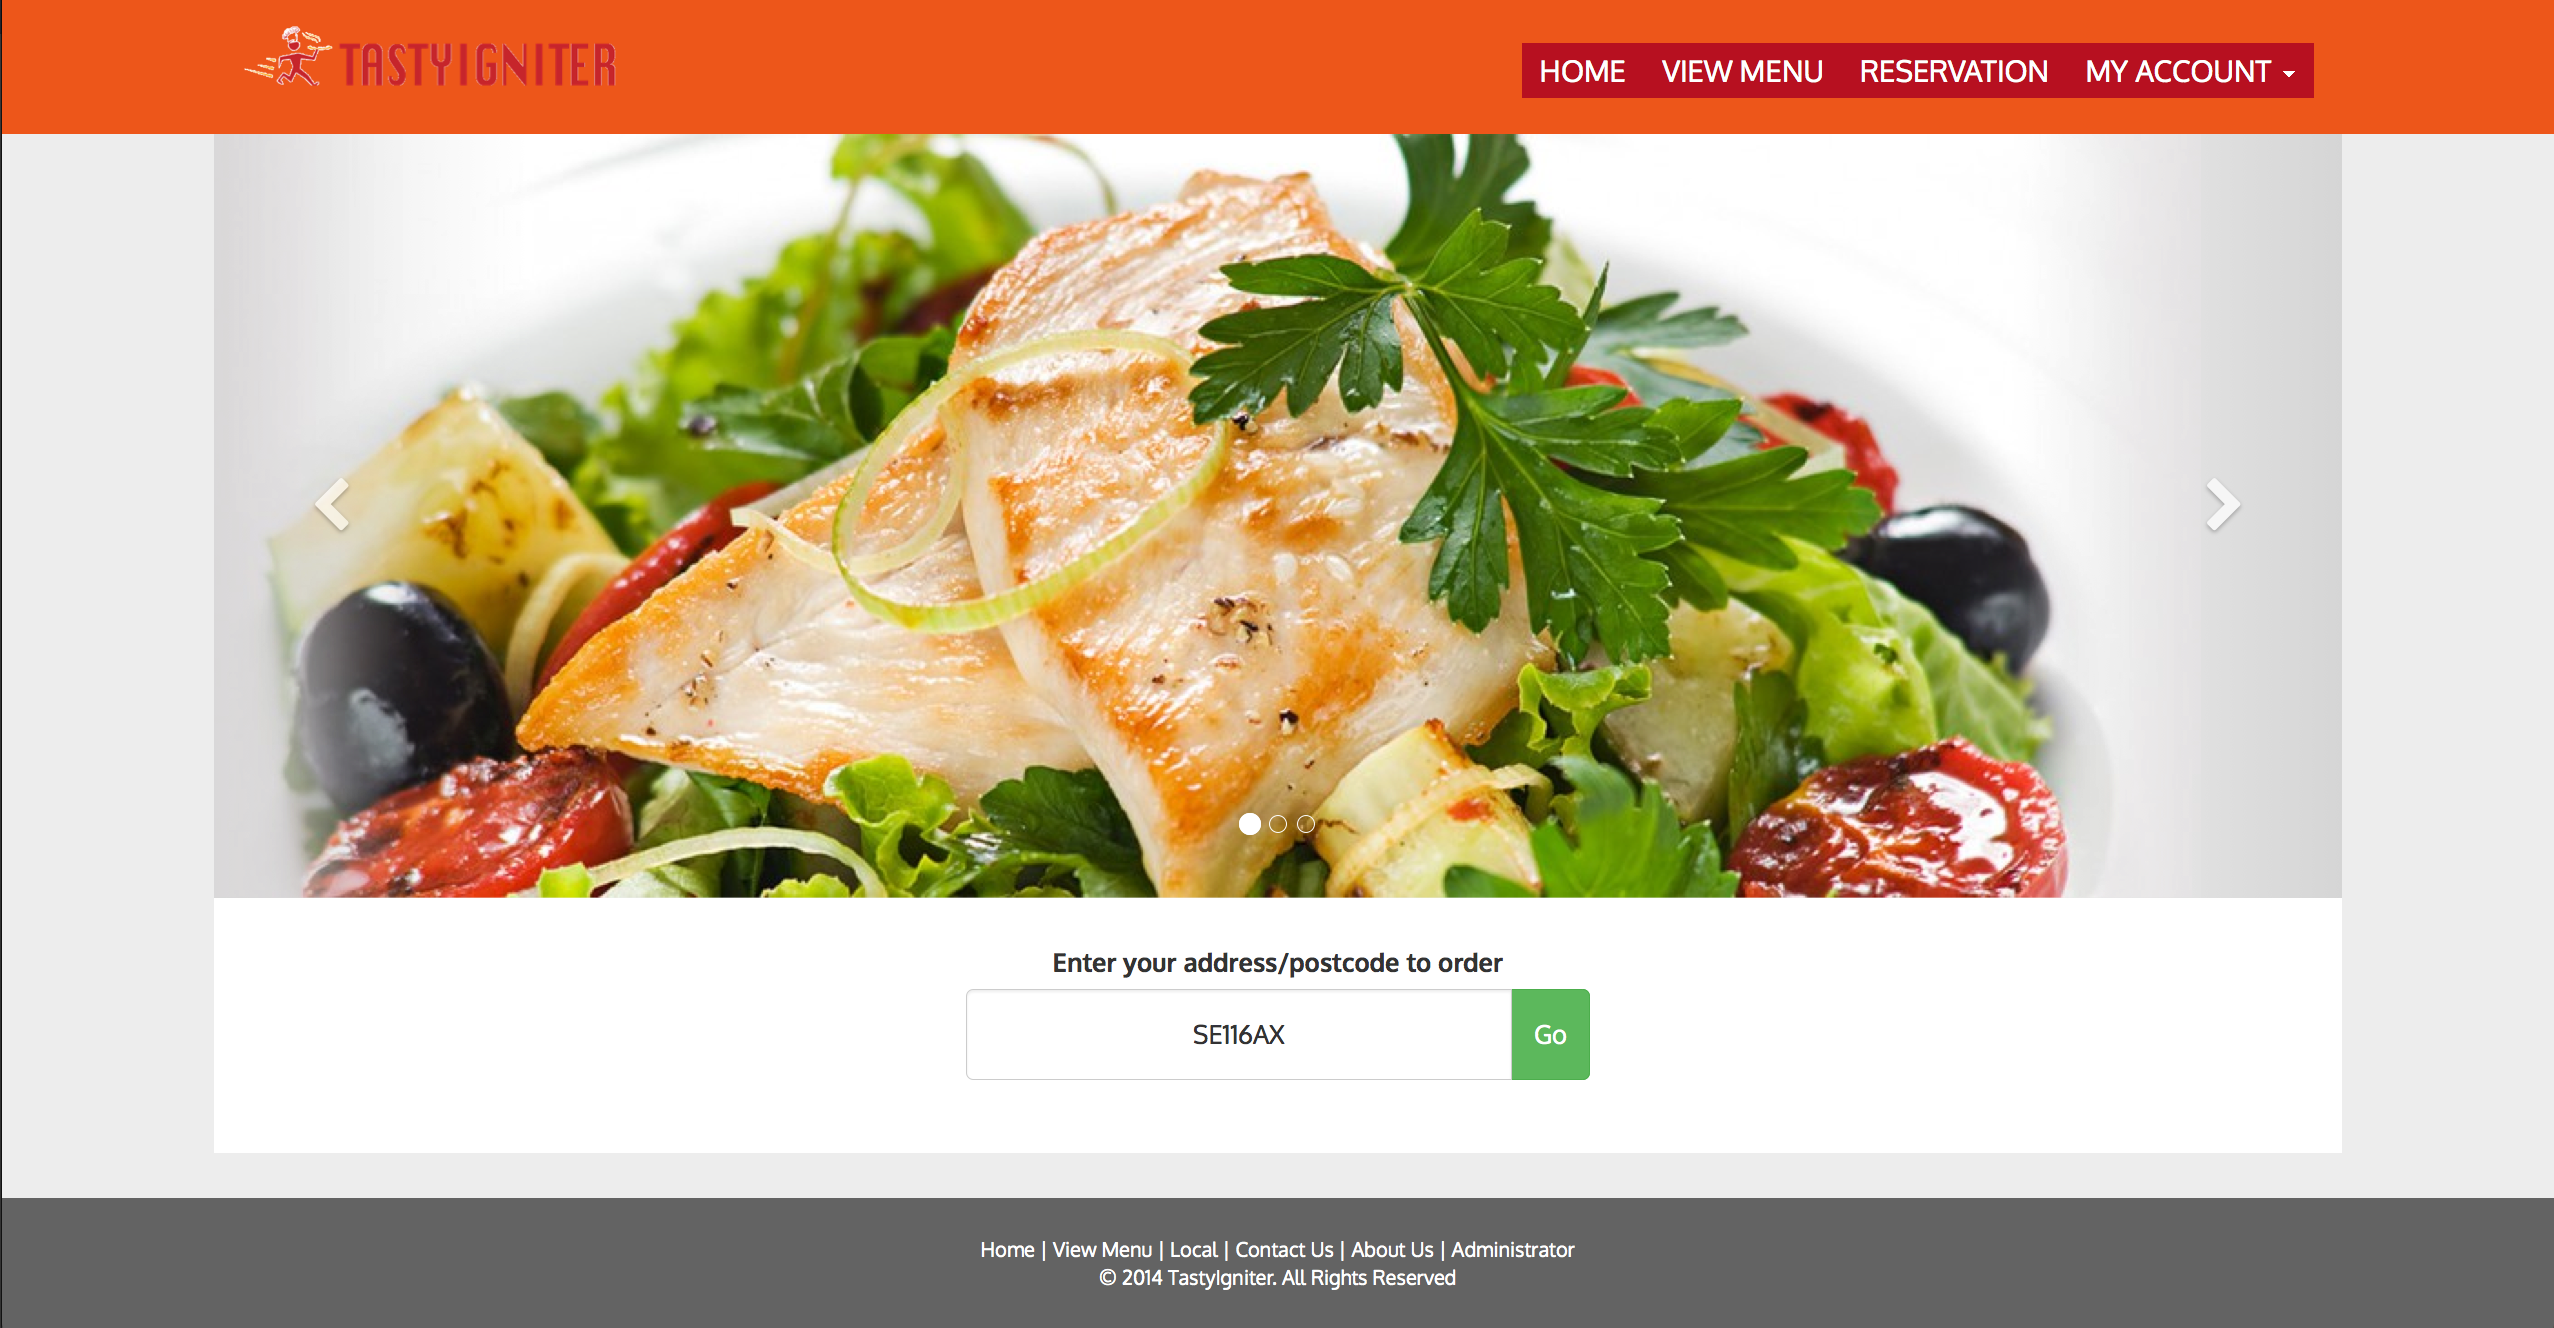 TASTYIGNITER
HOME VIEW MENU RESERVATION MY ACCOUNT
Enter your address/postcode to order
SE116AX Go
Home | View Menu | Local | Contact Us | About Us | Administrator
© 2014 TastyIgniter. All Rights Reserved